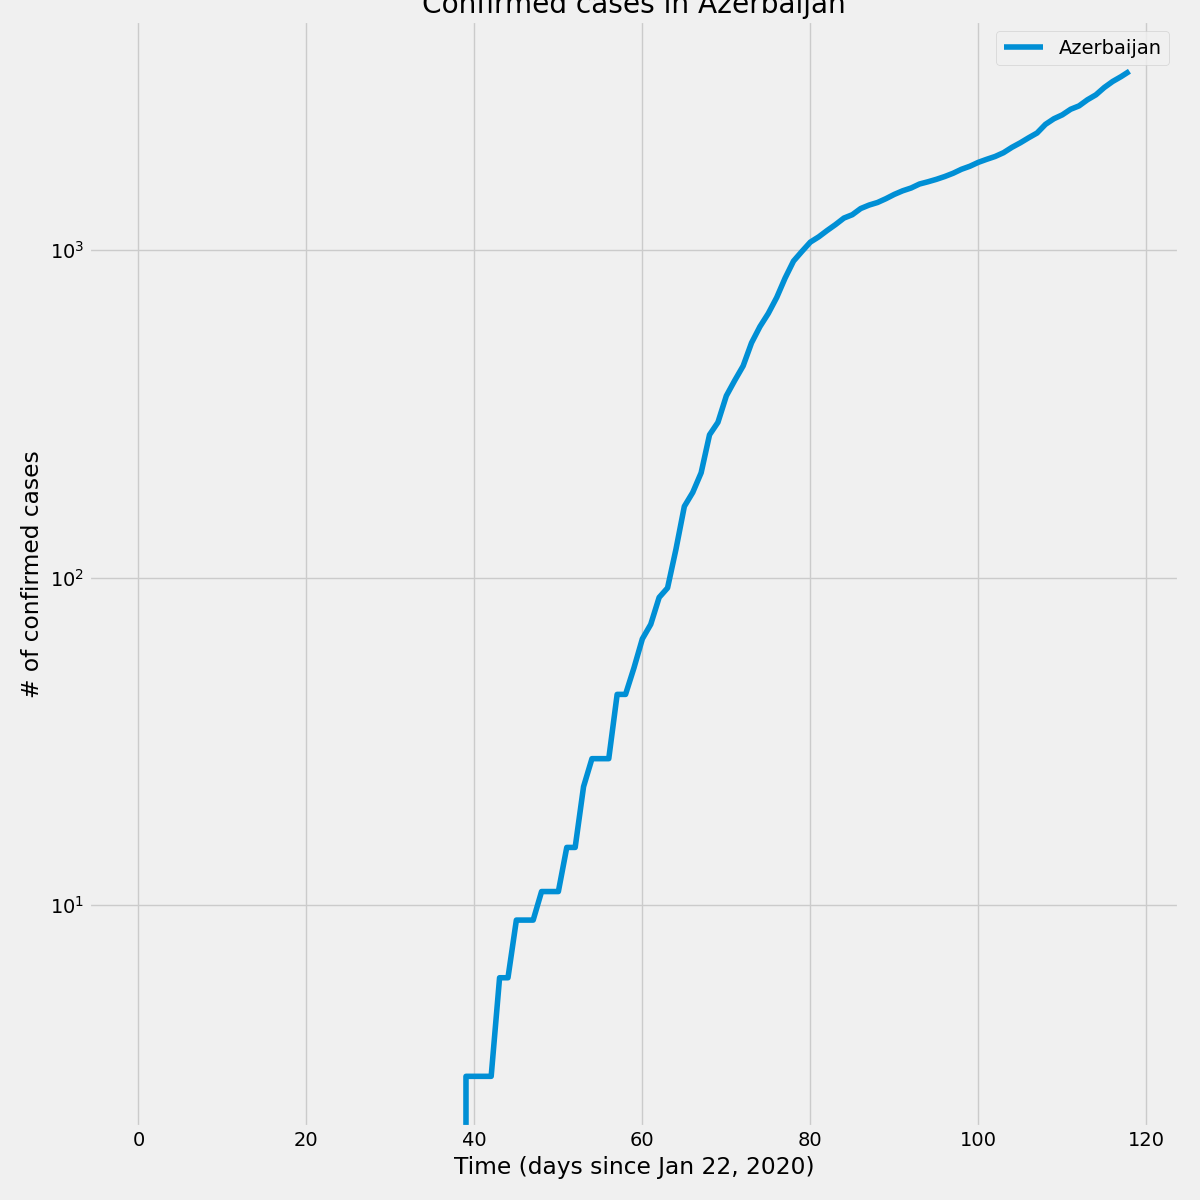 Confirmed cases in Azerbaijan
Azerbaijan
10³
10²
10¹
# of confirmed cases
0 20 40 60 80 100 120
Time (days since Jan 22, 2020)